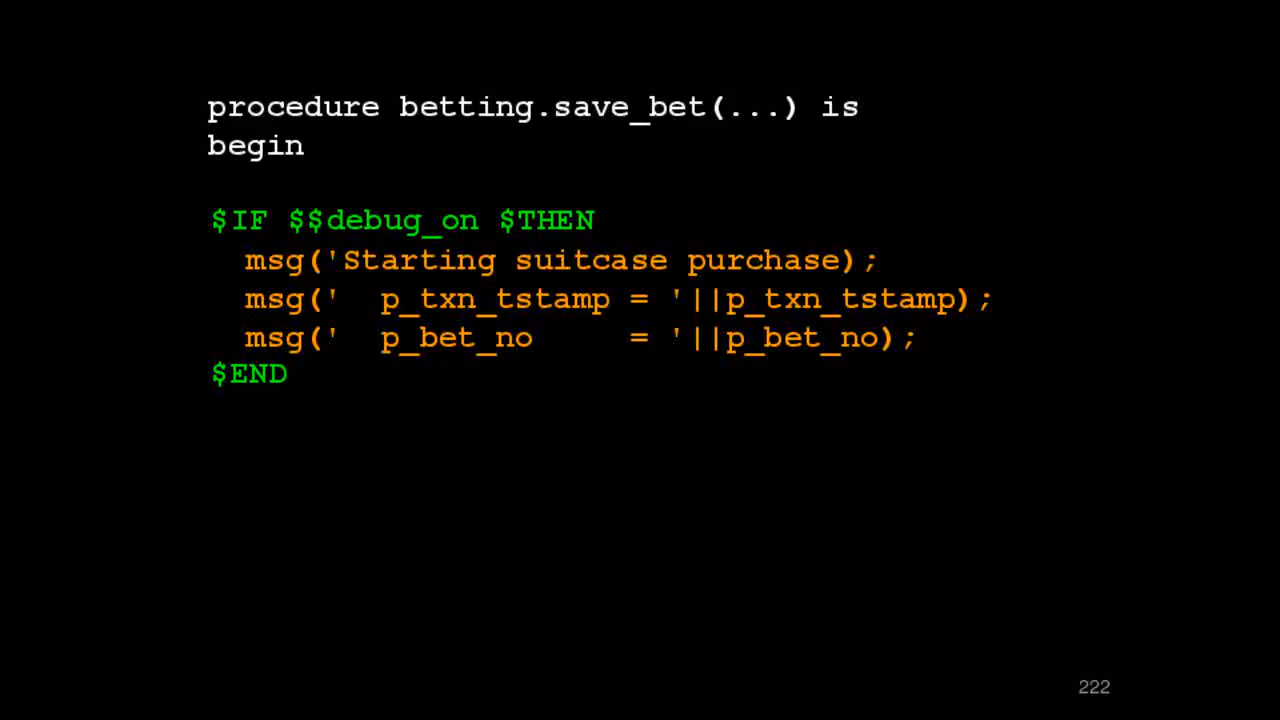 procedure betting.save_bet(...) is
begin
$IF $$debug_on $THEN
msg('Starting suitcase purchase);
msg('  p_txn_tstamp = '||p_txn_tstamp);
msg('  p_bet_no     = '||p_bet_no);
$END
222